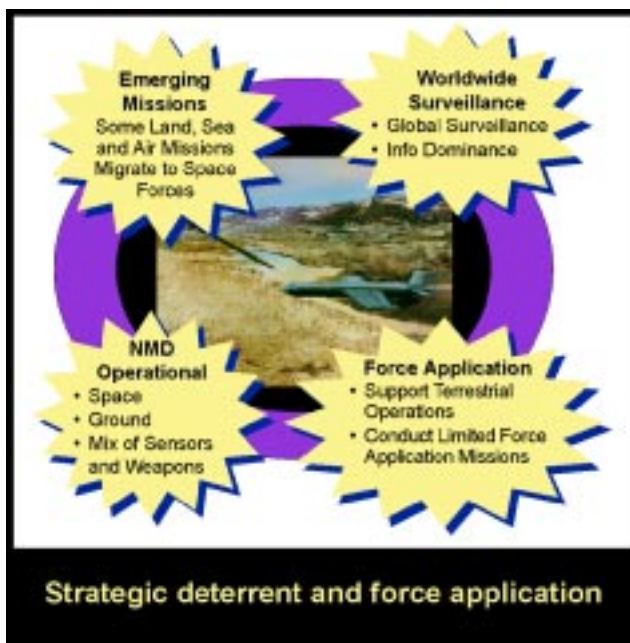 Emerging
Missions
Some Land, Sea
and Air Missions
Migrate to Space
Forces
Worldwide
Surveillance
• Global Surveillance
• Info Dominance
NMD
Operational
• Space
• Ground
• Mix of Sensors
and Weapons
Force Application
• Support Terrestrial
Operations
• Conduct Limited Force
Application Missions
Strategic deterrent and force application